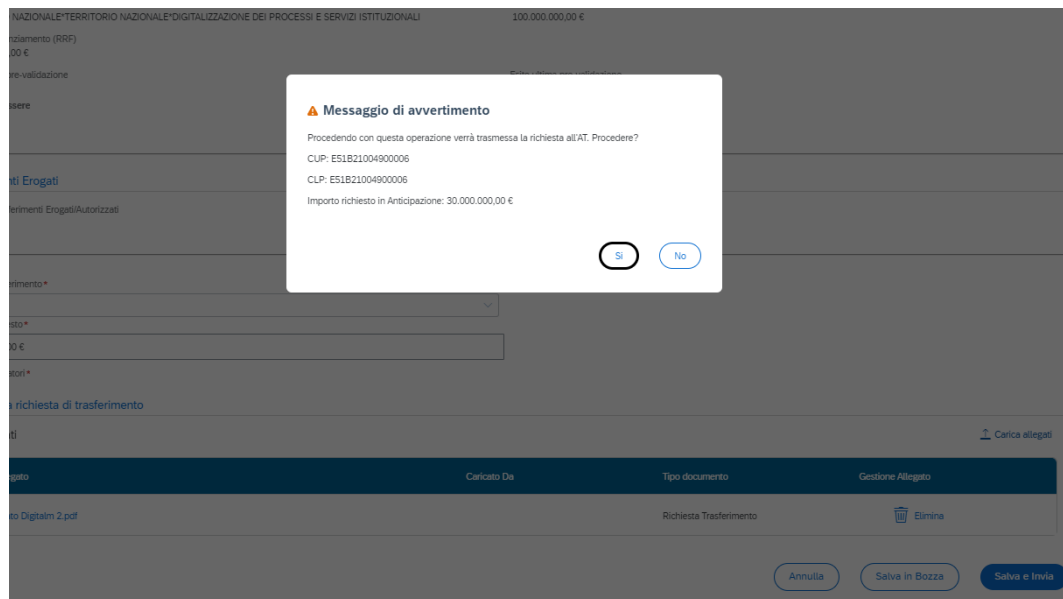 NAZIONALE*TERRITORIO NAZIONALE*DIGITALIZZAZIONE DEI PROCESSI E SERVIZI ISTITUZIONALI 100.000.000,00 €
nziamento (RRF)
,00 €
re-validazione
ssere
Messaggio di avvertimento
Procedendo con questa operazione verrà trasmessa la richiesta all'AT. Procedere?
CUP: E51B21004900006
CLP: E51B21004900006
Importo richiesto in Anticipazione: 30.000.000,00 €
Si No
nti Erogati
ferimenti Erogati/Autorizzati
erimento*
esto*
00 €
atori*
a richiesta di trasferimento
ti Carica allegati
egato Caricato Da Tipo documento Gestione Allegato
to Digitalm 2.pdf Richiesta Trasferimento Elimina
Annulla Salva in Bozza Salva e Invia